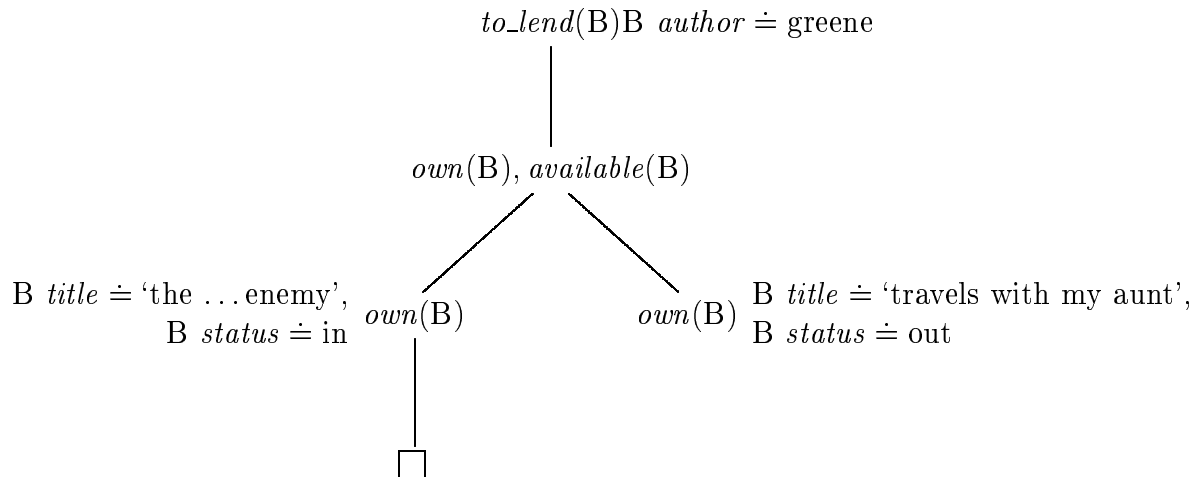 to_lend(B)B author ≐ greene
own(B), available(B)
B title ≐ ‘the ... enemy’,
B status ≐ in
own(B)
own(B)
B title ≐ ‘travels with my aunt’,
B status ≐ out